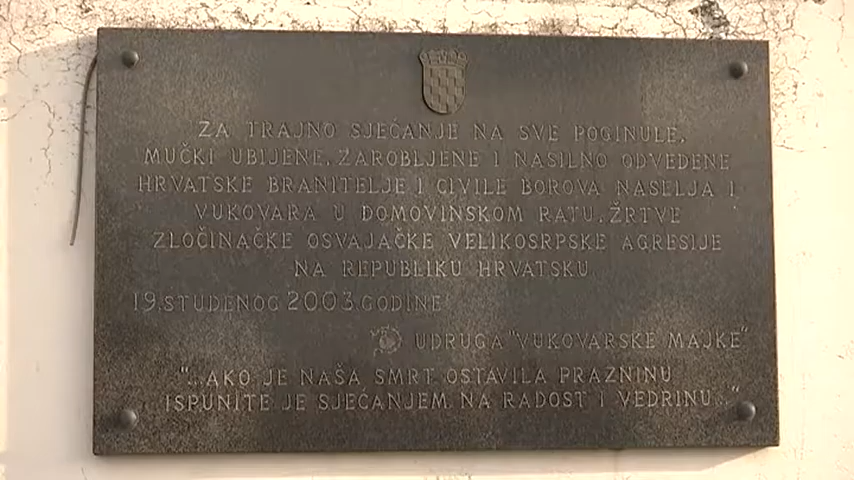 ZA TRAJNO SJEĆANJE NA SVE POGINULE,
MUČKI UBIJENE, ZAROBLJENE I NASILNO ODVEDENE
HRVATSKE BRANITELJE I CIVILE BOROVA NASELJA I
VUKOVARA U DOMOVINSKOM RATU, ŽRTVE
ZLOČINAČKE OSVAJAČKE VELIKOSRPSKE AGRESIJE
NA REPUBLIKU HRVATSKU
19.STUDENOG 2003.GODINE
UDRUGA "VUKOVARSKE MAJKE"
"...AKO JE NAŠA SMRT OSTAVILA PRAZNINU
ISPUNITE JE SJEĆANJEM NA RADOST I VEDRINU..."